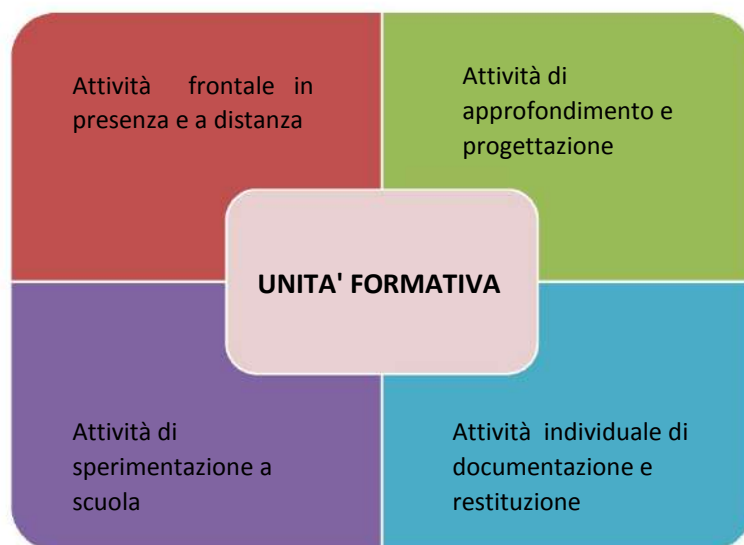 Attività frontale in
presenza e a distanza
Attività di
approfondimento e
progettazione
UNITA' FORMATIVA
Attività di
sperimentazione a
scuola
Attività individuale di
documentazione e
restituzione